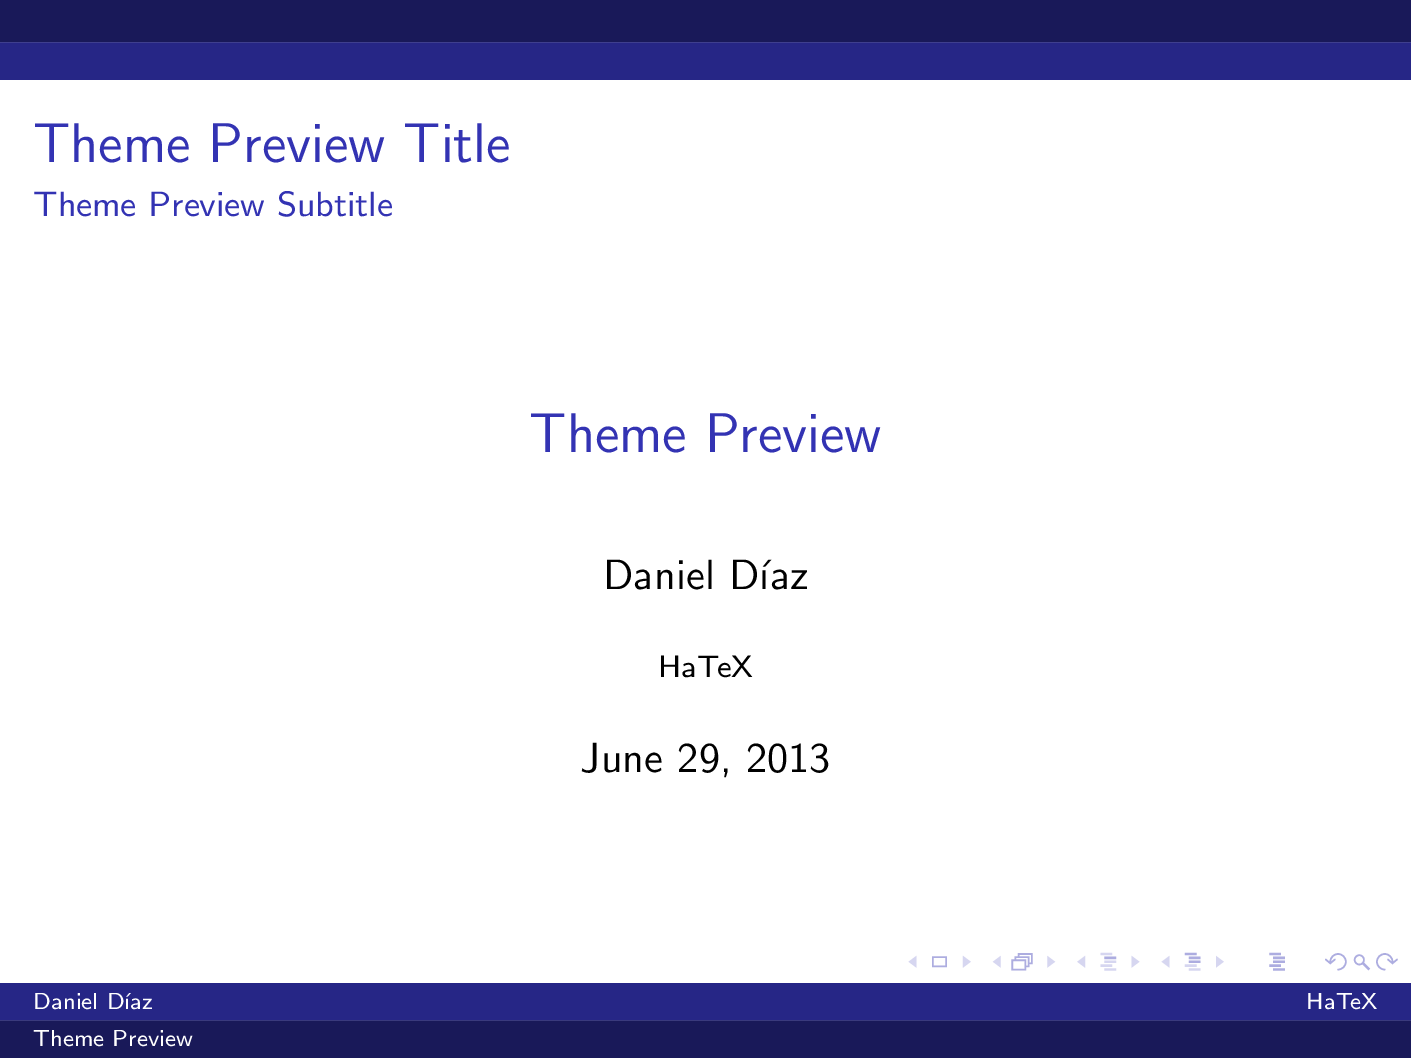 Theme Preview Title
Theme Preview Subtitle
Theme Preview
Daniel Díaz
HaTeX
June 29, 2013
Daniel Díaz HaTeX
Theme Preview